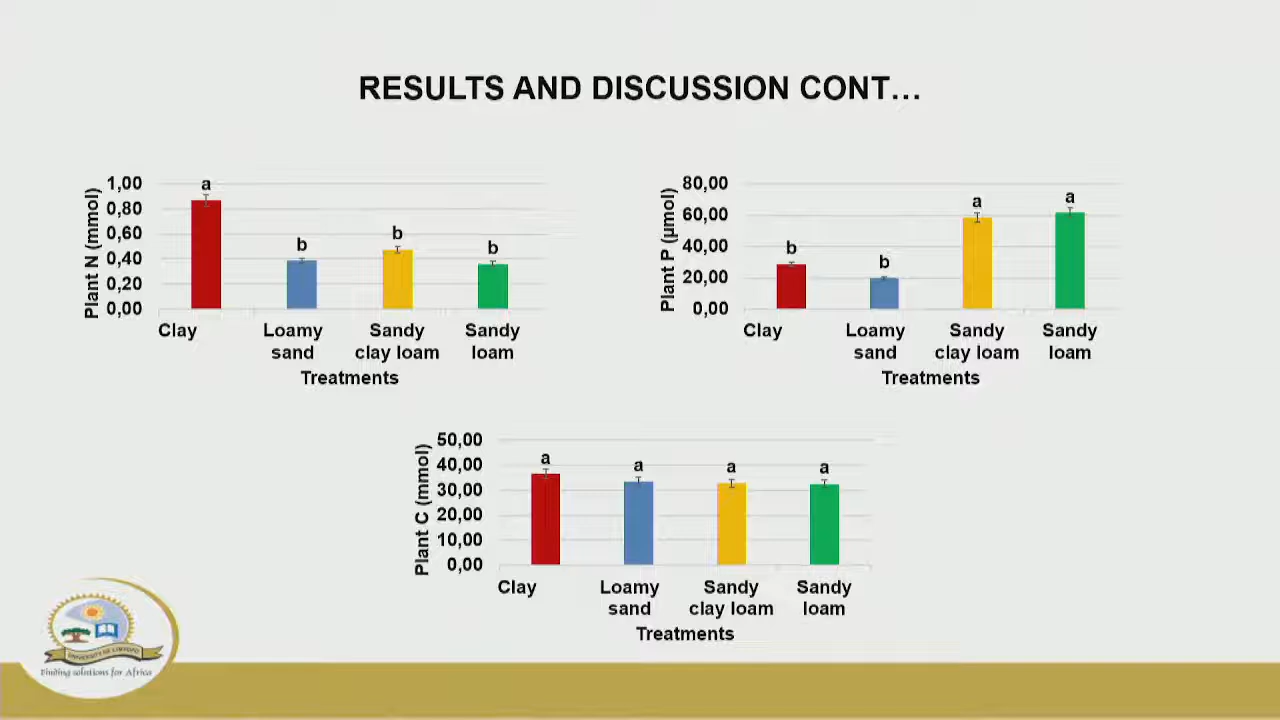 RESULTS AND DISCUSSION CONT…
Plant N (mmol)
1,00
0,80
0,60
0,40
0,20
0,00
a
b
b
b
Clay
Loamy sand
Sandy clay loam
Sandy loam
Treatments
Plant P (µmol)
80,00
60,00
40,00
20,00
0,00
b
b
a
a
Clay
Loamy sand
Sandy clay loam
Sandy loam
Treatments
Plant C (mmol)
50,00
40,00
30,00
20,00
10,00
0,00
a
a
a
a
Clay
Loamy sand
Sandy clay loam
Sandy loam
Treatments
UNIVERSITY OF LIMPOPO
Finding solutions for Africa